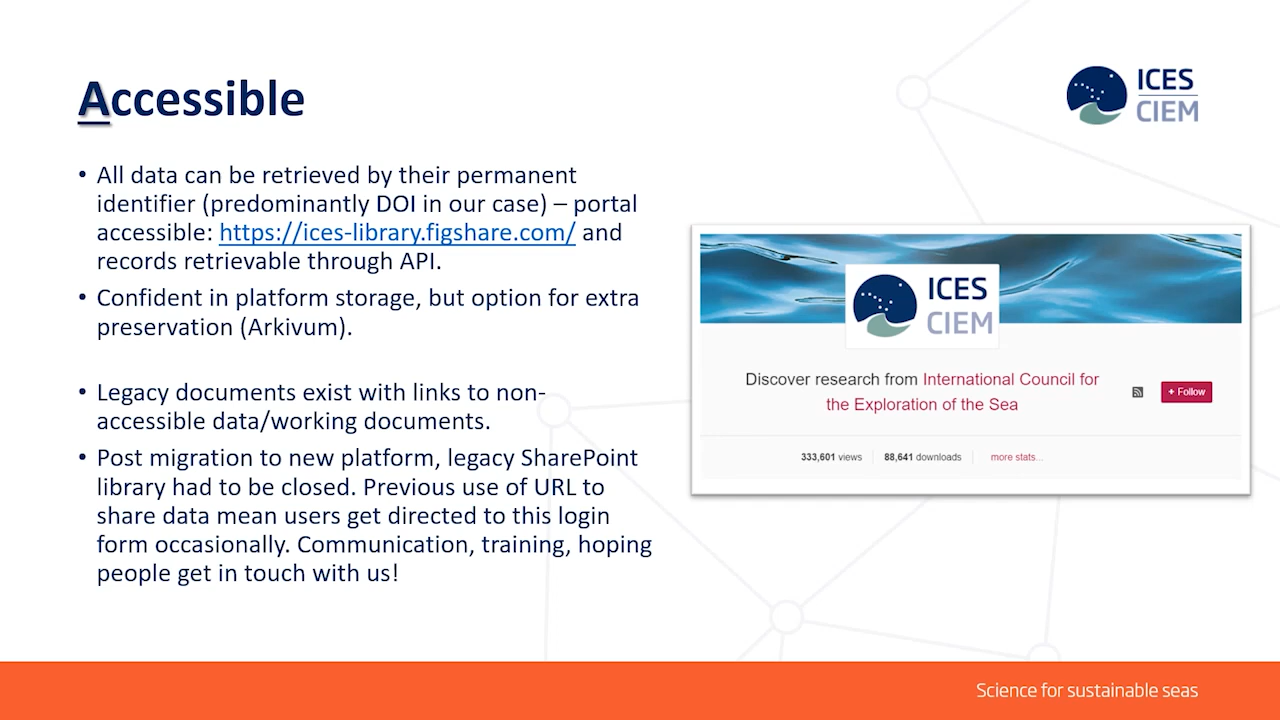 Accessible
ICES
CIEM
• All data can be retrieved by their permanent
identifier (predominantly DOI in our case) – portal
accessible: https://ices-library.figshare.com/ and
records retrievable through API.
• Confident in platform storage, but option for extra
preservation (Arkivum).
• Legacy documents exist with links to non-
accessible data/working documents.
• Post migration to new platform, legacy SharePoint
library had to be closed. Previous use of URL to
share data mean users get directed to this login
form occasionally. Communication, training, hoping
people get in touch with us!
ICES
CIEM
Discover research from International Council for
the Exploration of the Sea
+ Follow
333,601 views 88,641 downloads more stats...
Science for sustainable seas